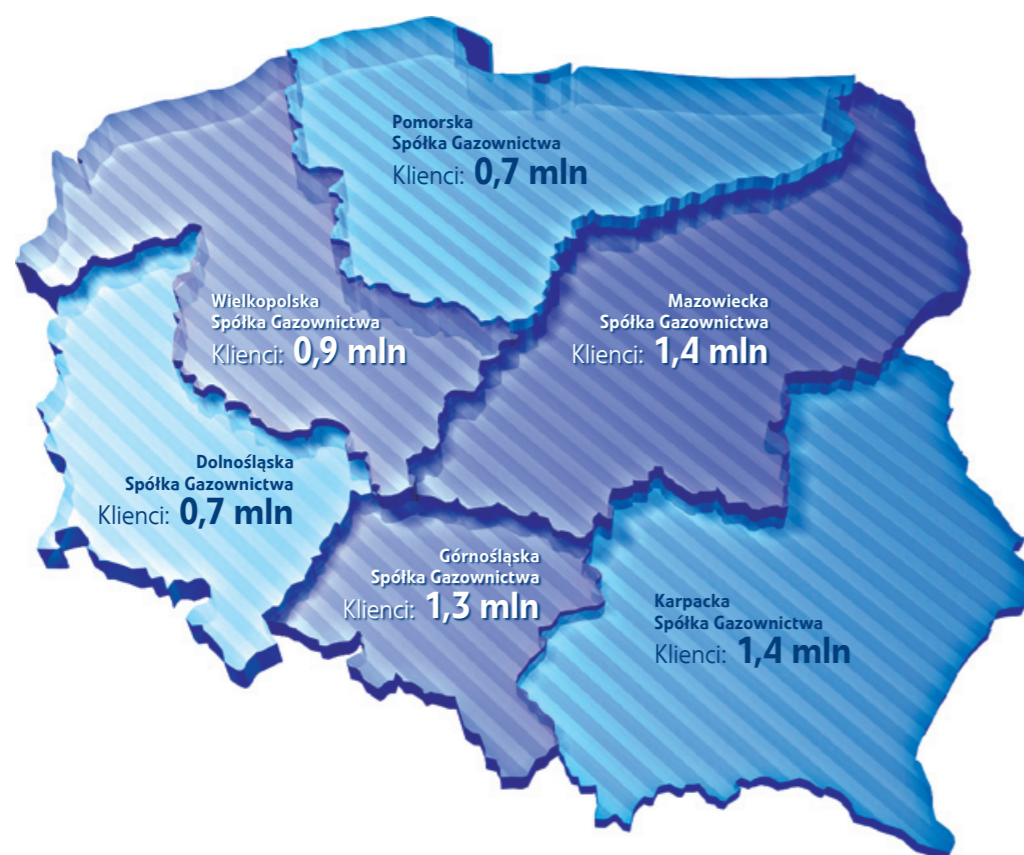 Pomorska
Spółka Gazownictwa
Klienci: 0,7 mln
Wielkopolska
Spółka Gazownictwa
Klienci: 0,9 mln
Mazowiecka
Spółka Gazownictwa
Klienci: 1,4 mln
Dolnośląska
Spółka Gazownictwa
Klienci: 0,7 mln
Górnośląska
Spółka Gazownictwa
Klienci: 1,3 mln
Karpacka
Spółka Gazownictwa
Klienci: 1,4 mln